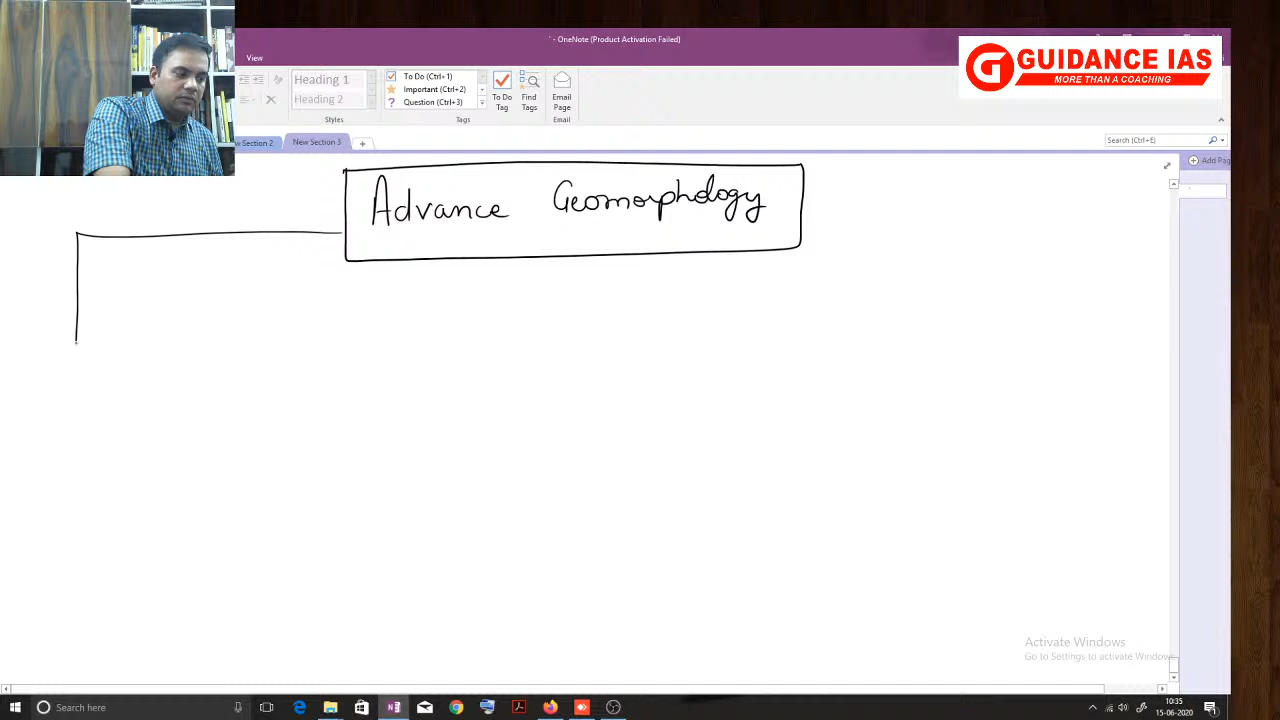 ' - OneNote (Product Activation Failed)
GUIDANCE IAS
MORE THAN A COACHING
View
Heading 1
Heading 2
To Do (Ctrl+1)
Important (Ctrl+2)
Question (Ctrl+3)
To Do Tag
Find Tags
Email Page
Styles
Tags
Email
Section 2
New Section 3
Search (Ctrl+E)
Add Pag
Advance Geomorphology
Activate Windows
Go to Settings to activate Windows
Search here
10:35
15-06-2020